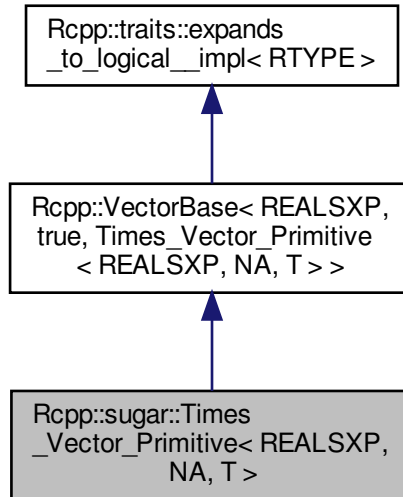 Rcpp::traits::expands
_to_logical__impl< RTYPE >
Rcpp::VectorBase< REALSXP,
true, Times_Vector_Primitive
< REALSXP, NA, T > >
Rcpp::sugar::Times
_Vector_Primitive< REALSXP,
NA, T >